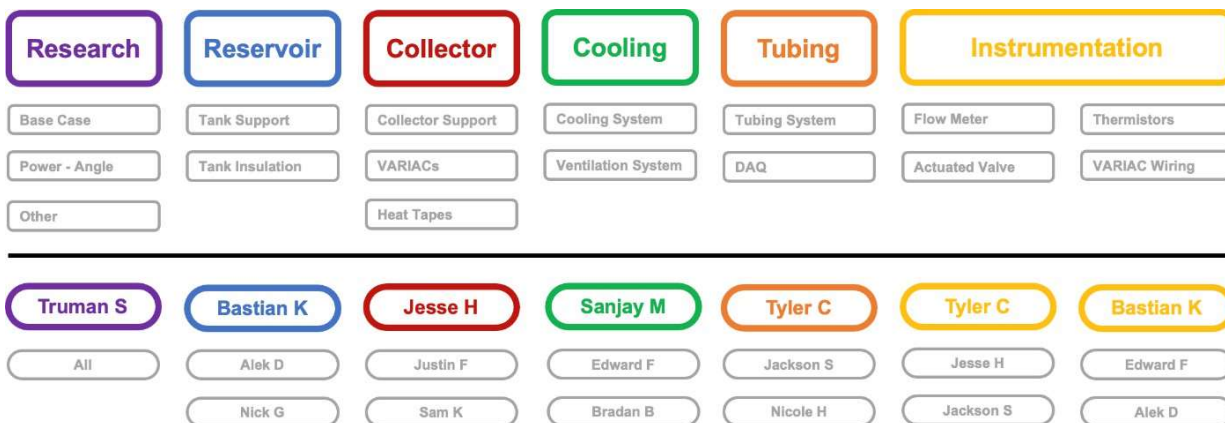 Research
Reservoir
Collector
Cooling
Tubing
Instrumentation
Base Case
Tank Support
Collector Support
Cooling System
Tubing System
Flow Meter
Thermistors
Power - Angle
Tank Insulation
VARIACs
Ventilation System
DAQ
Actuated Valve
VARIAC Wiring
Other
Heat Tapes
Truman S
Bastian K
Jesse H
Sanjay M
Tyler C
Tyler C
Bastian K
All
Alek D
Justin F
Edward F
Jackson S
Jesse H
Edward F
Nick G
Sam K
Bradan B
Nicole H
Jackson S
Alek D